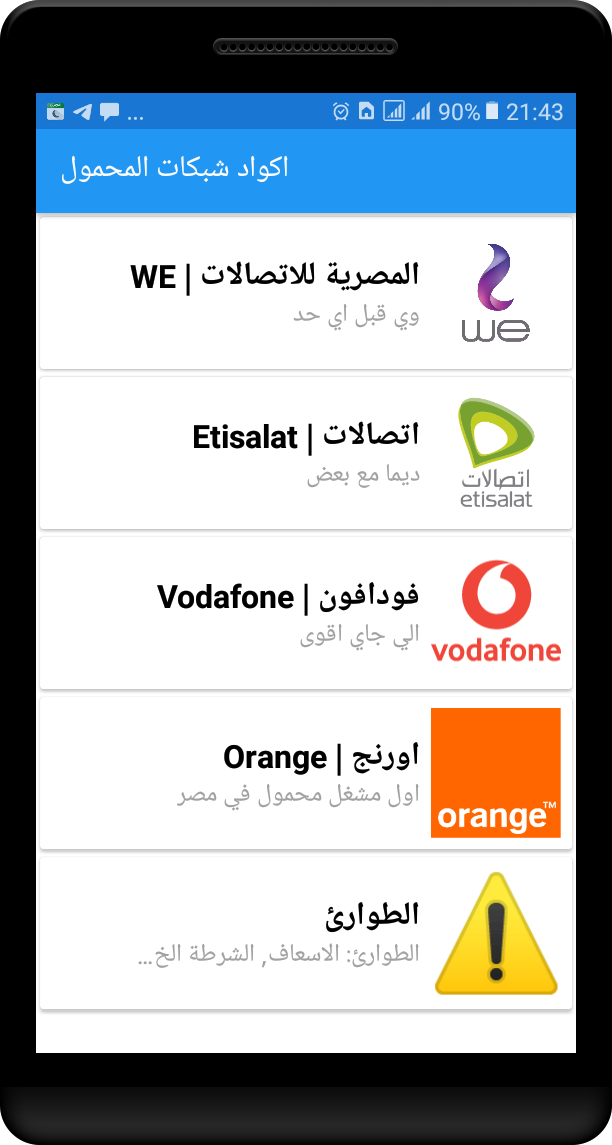 ... 90% 21:43
اكواد شبكات المحمول
المصرية للاتصالات | WE
وي قبل اي حد
we
اتصالات | Etisalat
ديما مع بعض
اتصالات
etisalat
فودافون | Vodafone
الي جاي اقوى
vodafone
اورنج | Orange
اول مشغل محمول في مصر
orange™
الطوارئ
الطوارئ: الاسعاف, الشرطة الخ...